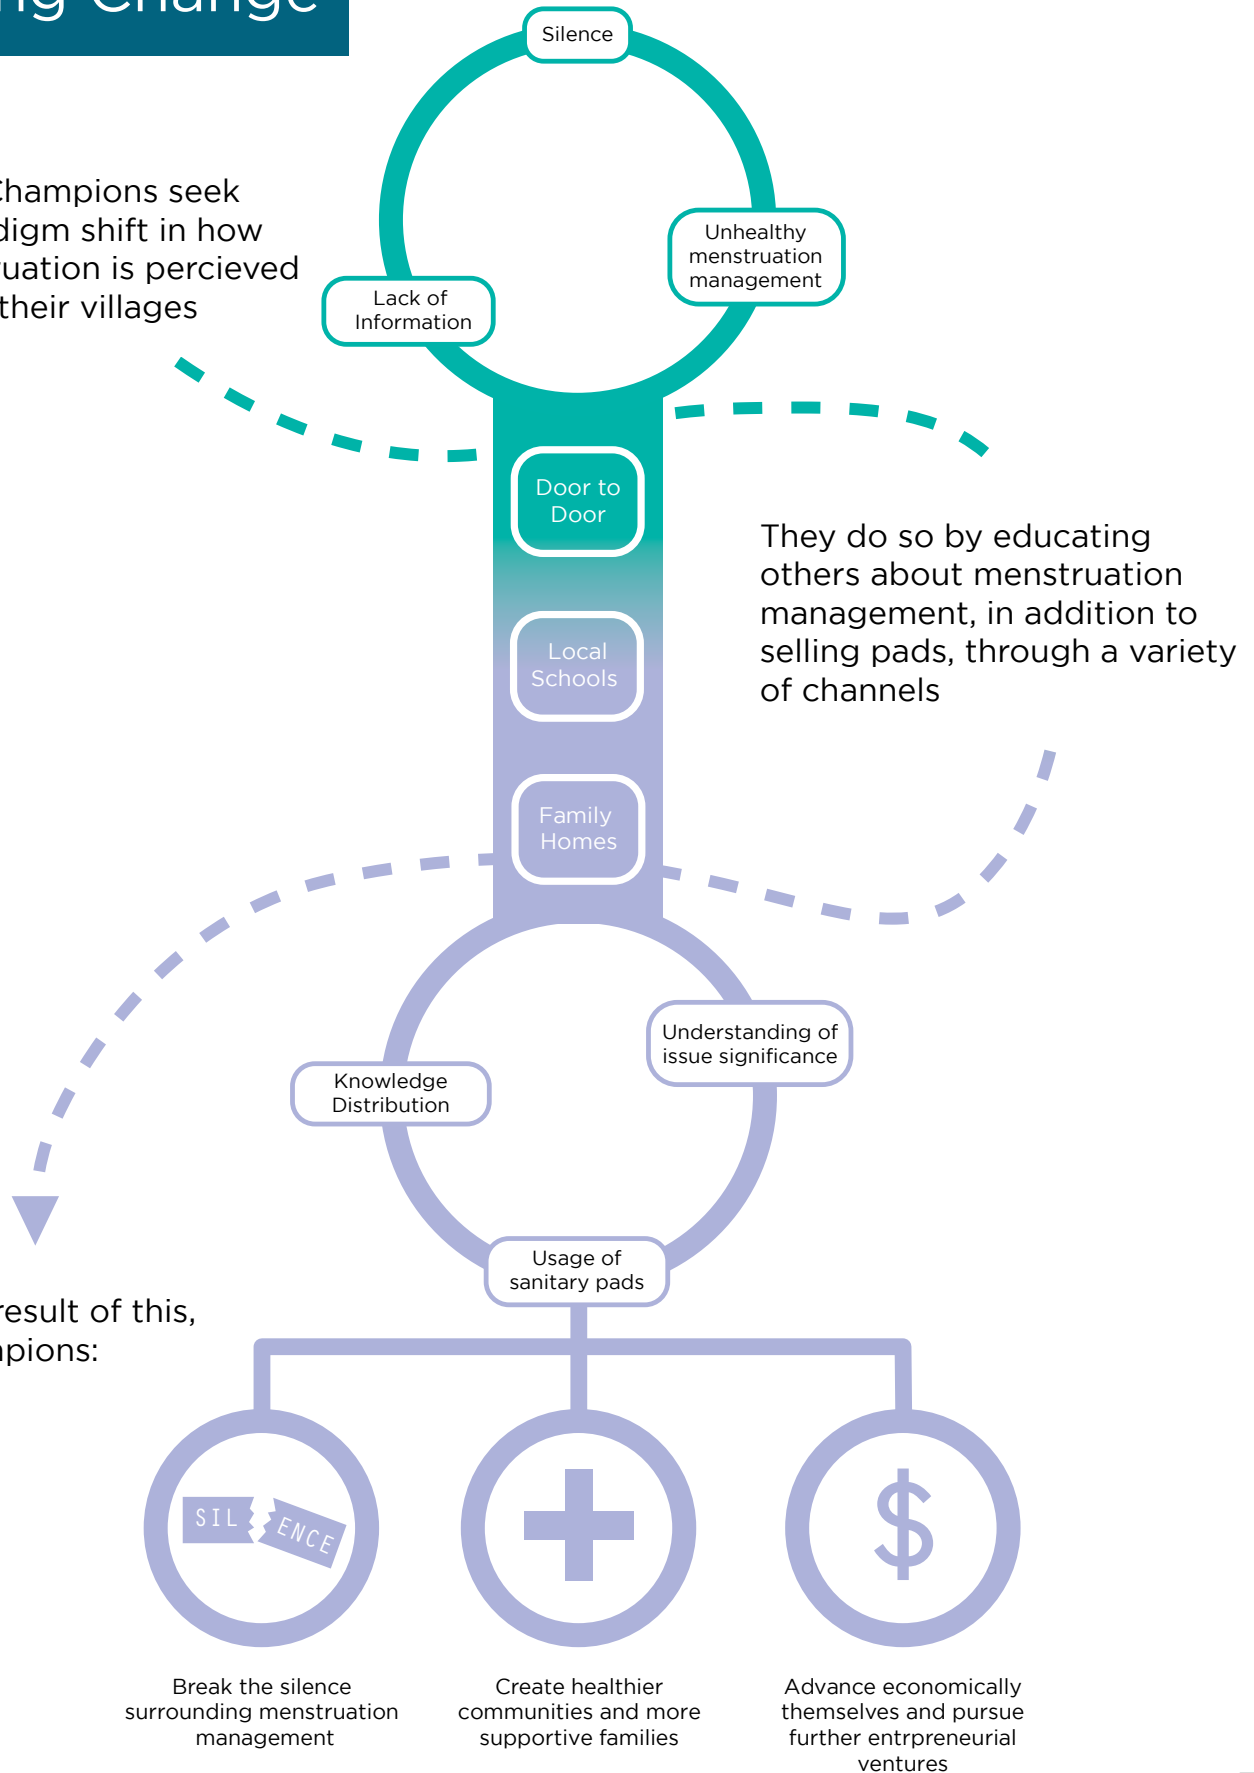 ng Change
Silence
Champions seek
digm shift in how
uation is percieved
their villages
Unhealthy
menstruation
management
Lack of
Information
Door to
Door
They do so by educating
others about menstruation
management, in addition to
selling pads, through a variety
of channels
Local
Schools
Family
Homes
Understanding of
issue significance
Knowledge
Distribution
Usage of
sanitary pads
result of this,
pions:
SIL ENCE
Break the silence
surrounding menstruation
management
Create healthier
communities and more
supportive families
Advance economically
themselves and pursue
further entrpreneurial
ventures